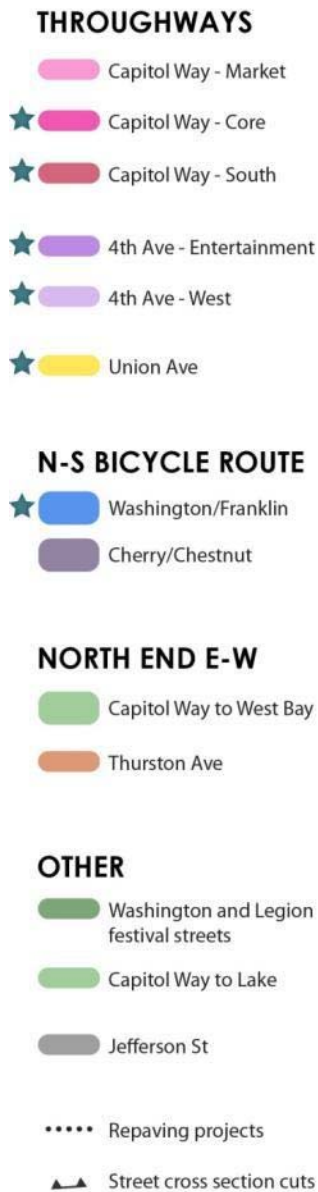 THROUGHWAYS
Capitol Way - Market
Capitol Way - Core
Capitol Way - South
4th Ave - Entertainment
4th Ave - West
Union Ave
N-S BICYCLE ROUTE
Washington/Franklin
Cherry/Chestnut
NORTH END E-W
Capitol Way to West Bay
Thurston Ave
OTHER
Washington and Legion
festival streets
Capitol Way to Lake
Jefferson St
Repaving projects
Street cross section cuts